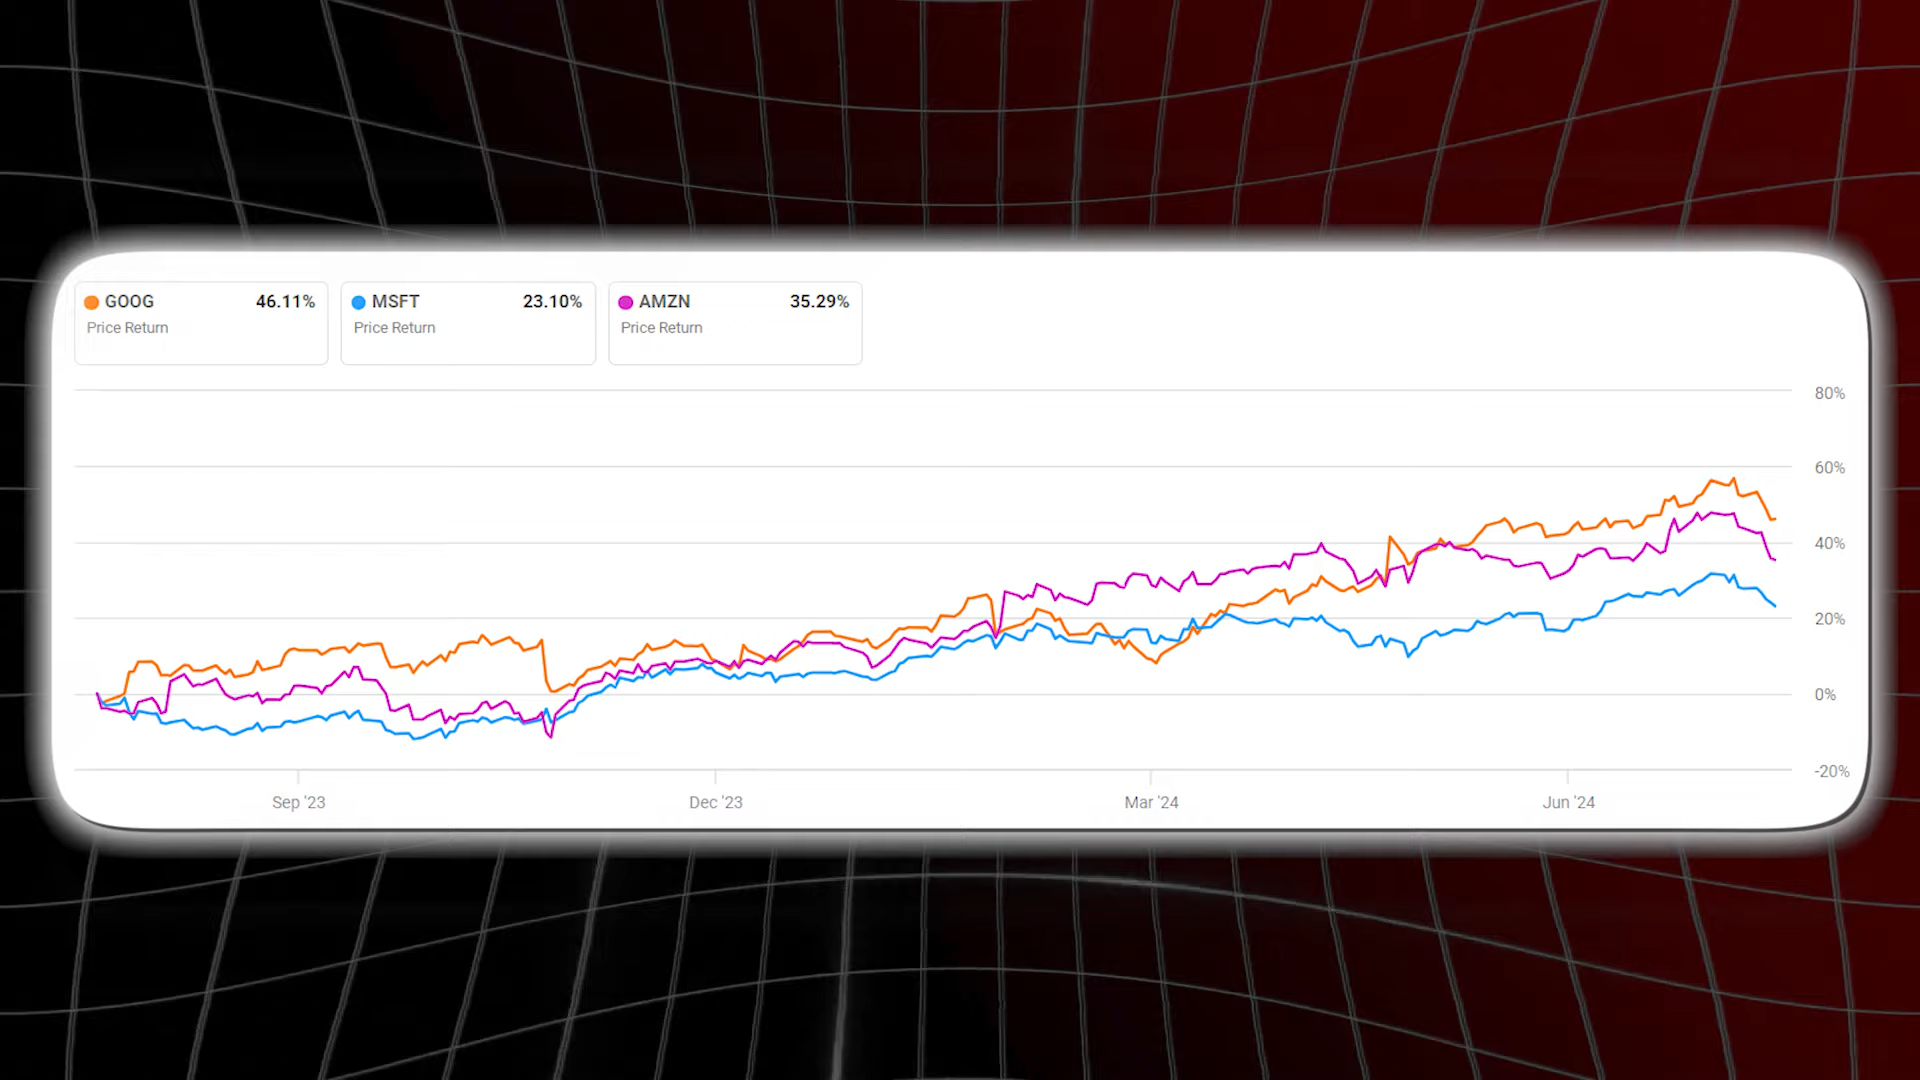 GOOG 46.11%
Price Return
MSFT 23.10%
Price Return
AMZN 35.29%
Price Return
80%
60%
40%
20%
0%
-20%
Sep '23 Dec '23 Mar '24 Jun '24